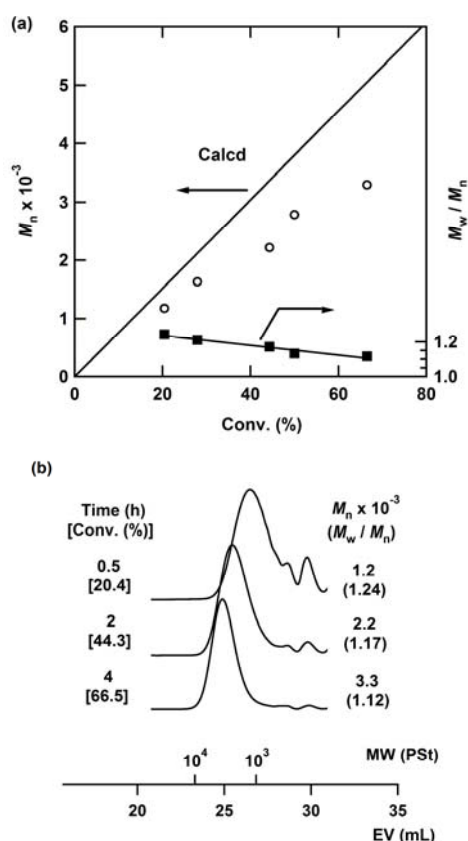 (a)
6
5
4
3
2
1
0
Mn x 10-3
Calcd
Mw / Mn
1.2
1.0
0 20 40 60 80
Conv. (%)
(b)
Time (h)
[Conv. (%)]
Mn x 10-3
(Mw / Mn)
0.5
[20.4]
1.2
(1.24)
2
[44.3]
2.2
(1.17)
4
[66.5]
3.3
(1.12)
104 103 MW (PSt)
20 25 30 35
EV (mL)